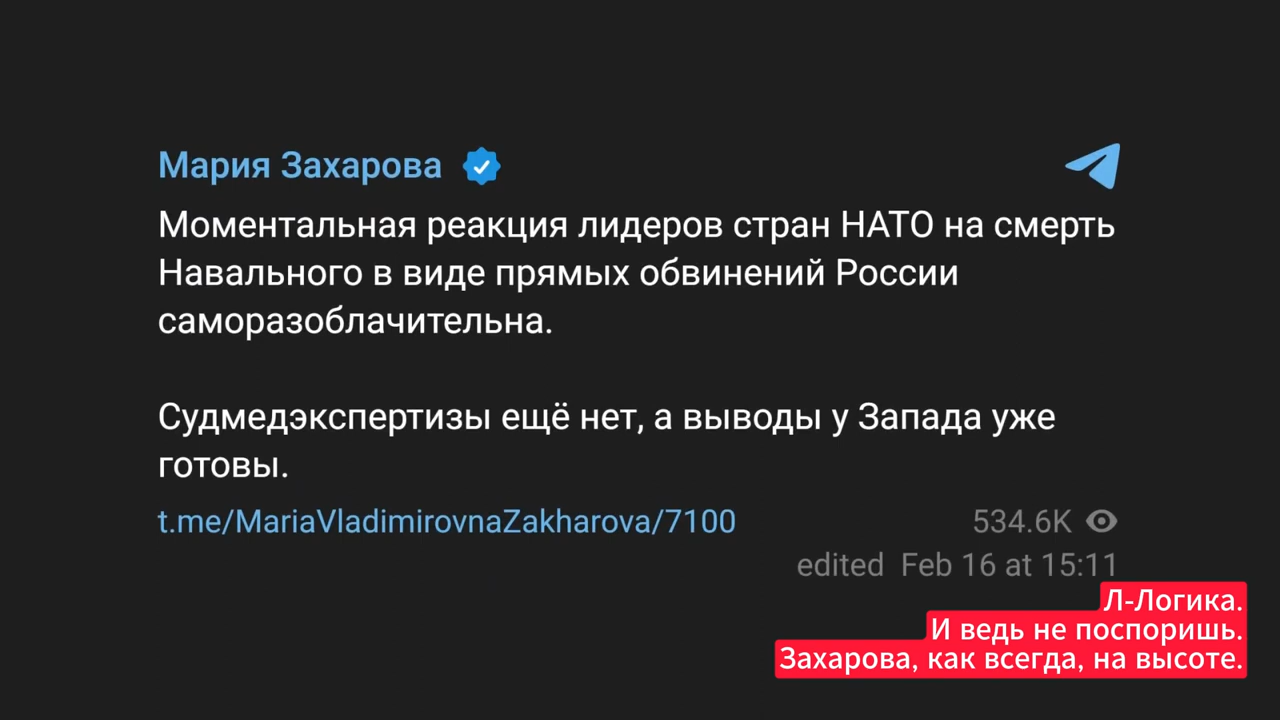 Мария Захарова
Моментальная реакция лидеров стран НАТО на смерть
Навального в виде прямых обвинений России
саморазоблачительна.
Судмедэкспертизы ещё нет, а выводы у Запада уже
готовы.
t.me/MariaVladimirovnaZakharova/7100 534.6K
edited Feb 16 at 15:11
Л-Логика.
И ведь не поспоришь.
Захарова, как всегда, на высоте.